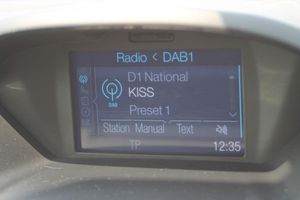 Radio < DAB1
D1 National
KISS
DAB
Preset 1
Station Manual Text
TP 12:35